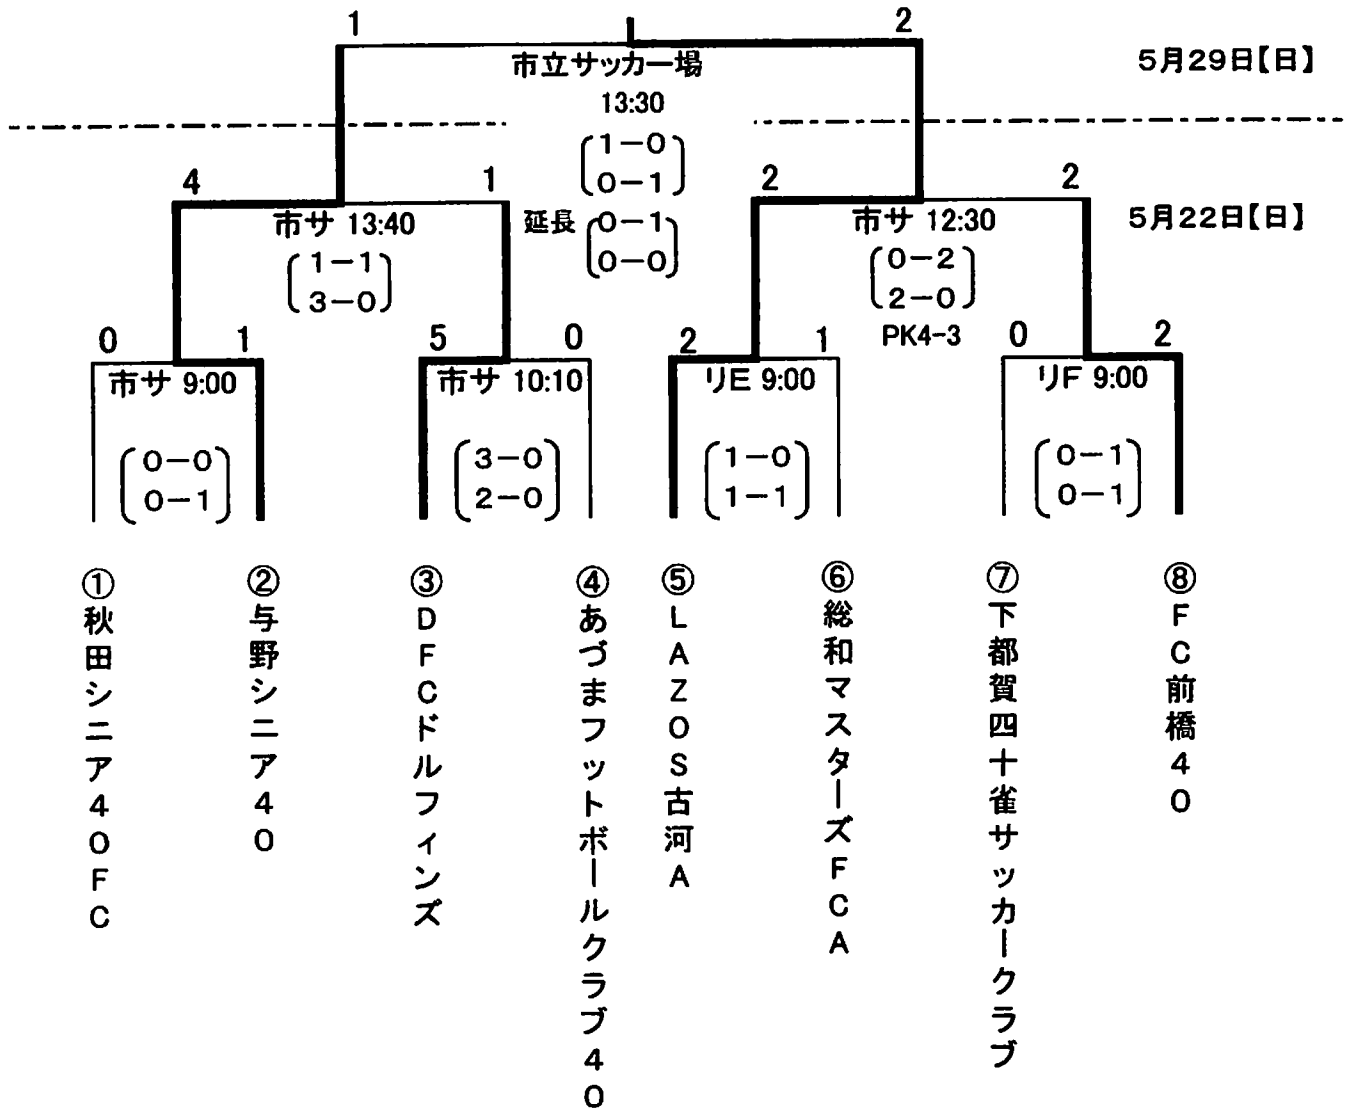 1 2
市立サッカー場
5月29日【日】
13:30
1-0
0-1
延長
0-1
0-0
4 1
市サ 13:40
1-1
3-0
2 2
市サ 12:30
0-2
2-0
PK4-3
5月22日【日】
0 1
市サ 9:00
0-0
0-1
5 0
市サ 10:10
3-0
2-0
2 1
リE 9:00
1-0
1-1
0 2
リF 9:00
0-1
0-1
①秋田シニア40FC
②与野シニア40
③DFCドルフィンズ
④あづまフットボールクラブ40
⑤LAZOS古河A
⑥総和マスターズFCA
⑦下都賀四十雀サッカークラブ
⑧FC前橋40